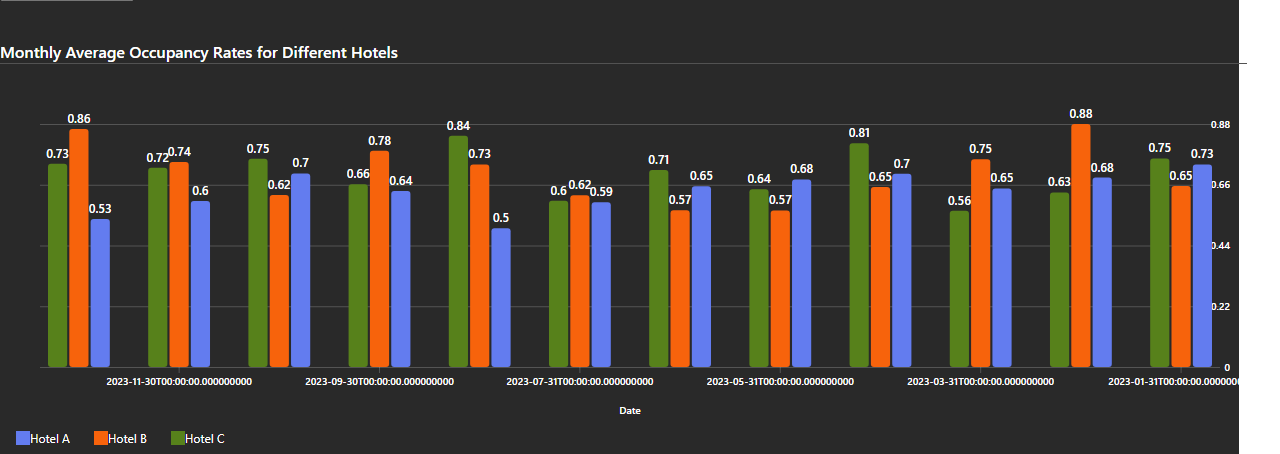 Monthly Average Occupancy Rates for Different Hotels
0.73 0.86 0.53 0.72 0.74 0.6 0.75 0.62 0.7 0.66 0.78 0.64 0.84 0.73 0.5 0.6 0.62 0.59 0.71 0.57 0.65 0.64 0.57 0.68 0.81 0.65 0.7 0.56 0.75 0.65 0.63 0.88 0.68 0.75 0.65 0.73
0.88
0.66
0.44
0.22
0
2023-11-30T00:00:00.000000000 2023-09-30T00:00:00.000000000 2023-07-31T00:00:00.000000000 2023-05-31T00:00:00.000000000 2023-03-31T00:00:00.000000000 2023-01-31T00:00:00.0000000
Date
Hotel A Hotel B Hotel C